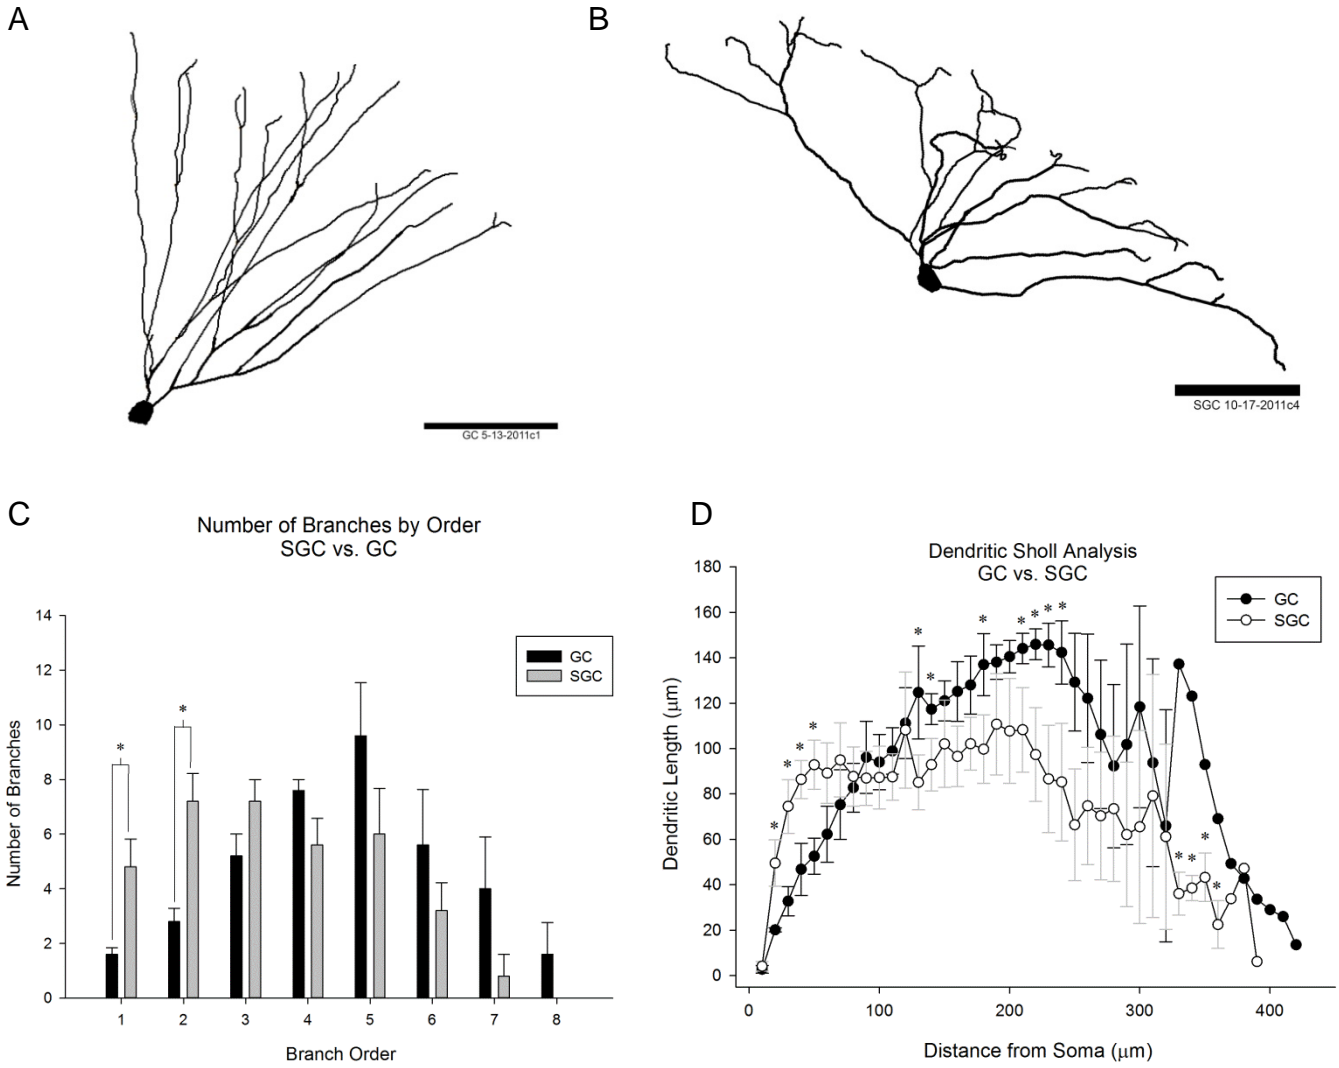 A
B
GC 5-13-2011c1
SGC 10-17-2011c4
C
Number of Branches by Order
SGC vs. GC
14
12
10
8
6
4
2
0
Number of Branches
GC
SGC
*
*
1 2 3 4 5 6 7 8
Branch Order
D
Dendritic Sholl Analysis
GC vs. SGC
180
160
140
120
100
80
60
40
20
0
Dendritic Length (μm)
GC
SGC
* * * *
* * * * * * *
* * * *
0 100 200 300 400
Distance from Soma (μm)